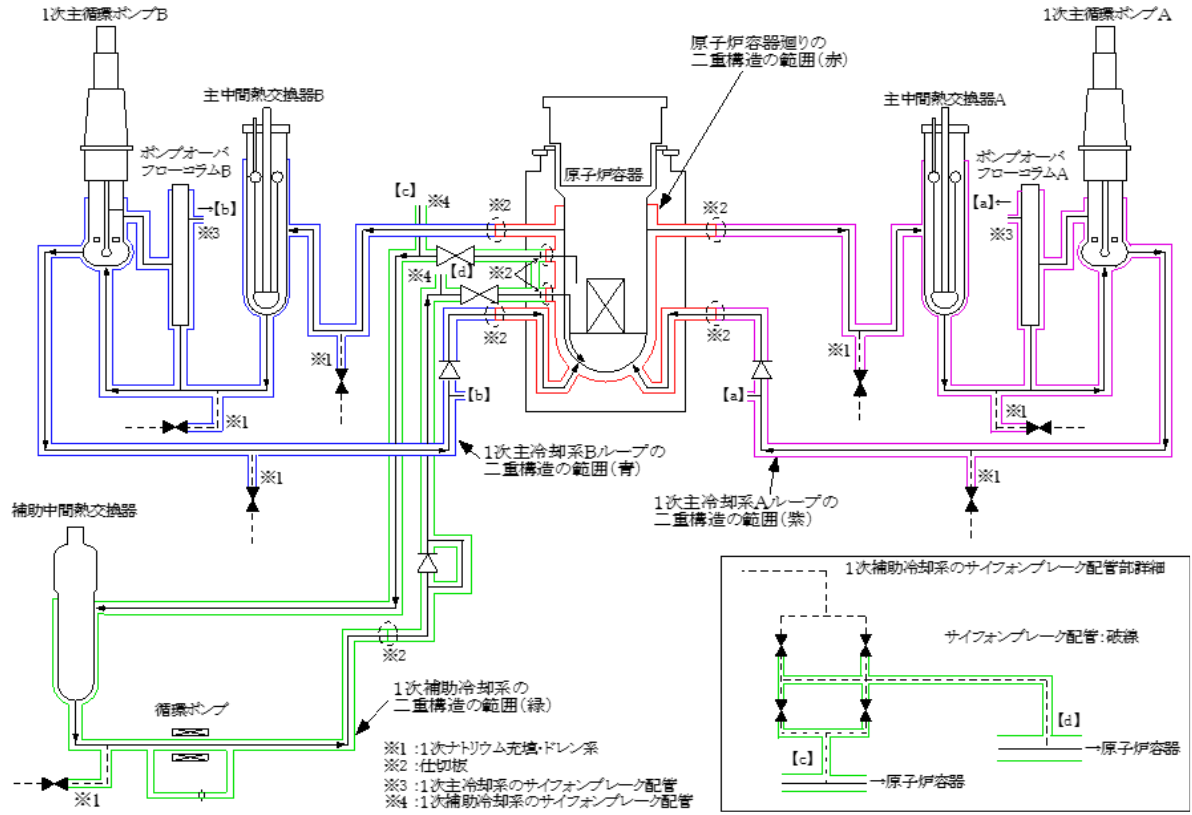 1次主循環ポンプB
1次主循環ポンプA
原子炉容器廻りの
二重構造の範囲(赤)
主中間熱交換器B
主中間熱交換器A
ポンプオーバ
フローコラムB
ポンプオーバ
フローコラムA
原子炉容器
→【b】
※3
【c】
※4
※2
※2
【a】←
※3
※4
【d】
※2
※1
※2
※2
※1
【b】
【a】
※1
※1
1次主冷却系Bループの
二重構造の範囲(青)
※1
※1
1次主冷却系Aループの
二重構造の範囲(紫)
補助中間熱交換器
1次補助冷却系のサイフォンブレーク配管部詳細
サイフォンブレーク配管:破線
※2
1次補助冷却系の
二重構造の範囲(緑)
循環ポンプ
【d】
→原子炉容器
【c】
→原子炉容器
※1
※1 :1次ナトリウム充填・ドレン系
※2 :仕切板
※3 :1次主冷却系のサイフォンブレーク配管
※4 :1次補助冷却系のサイフォンブレーク配管